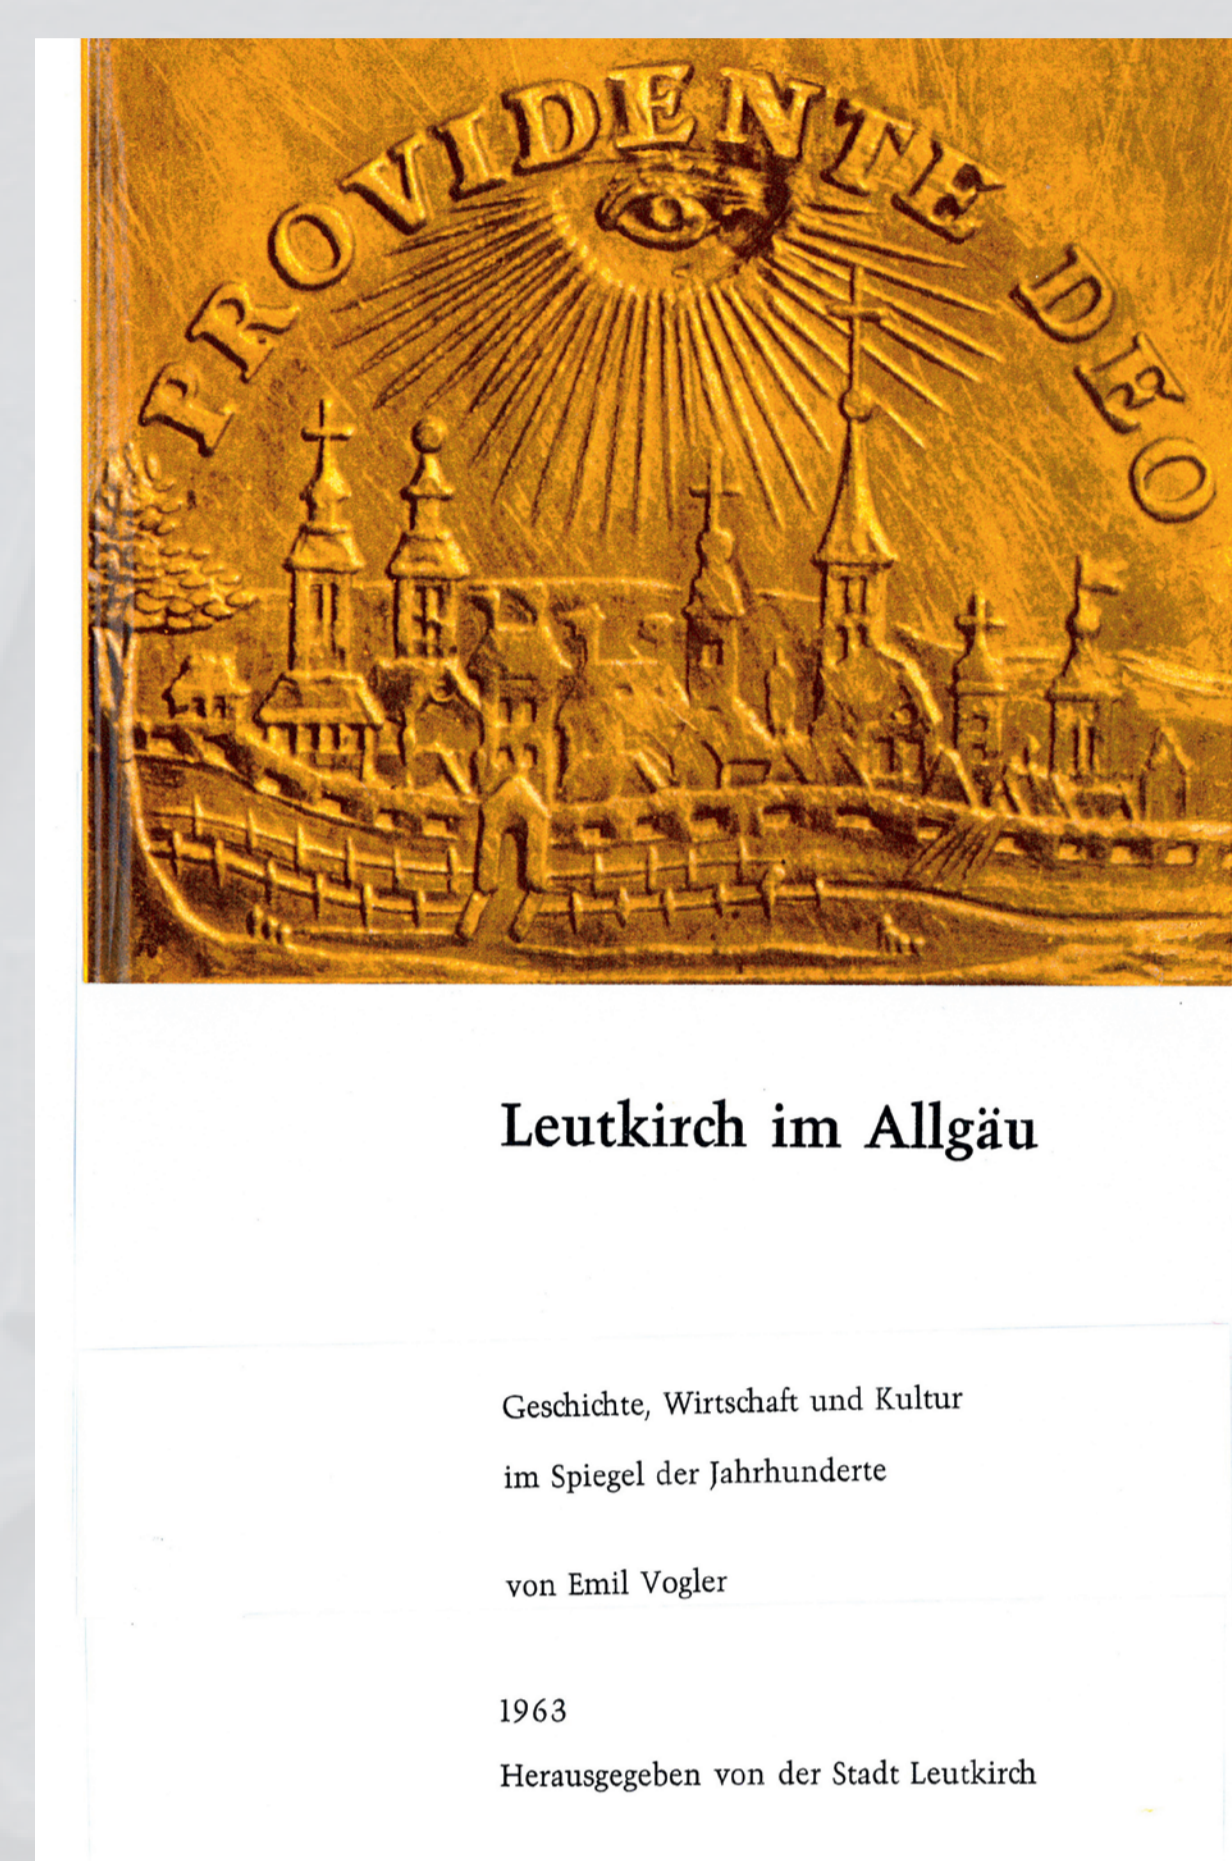 PROVIDENTE DEO
Leutkirch im Allgäu
Geschichte, Wirtschaft und Kultur
im Spiegel der Jahrhunderte
von Emil Vogler
1963
Herausgegeben von der Stadt Leutkirch